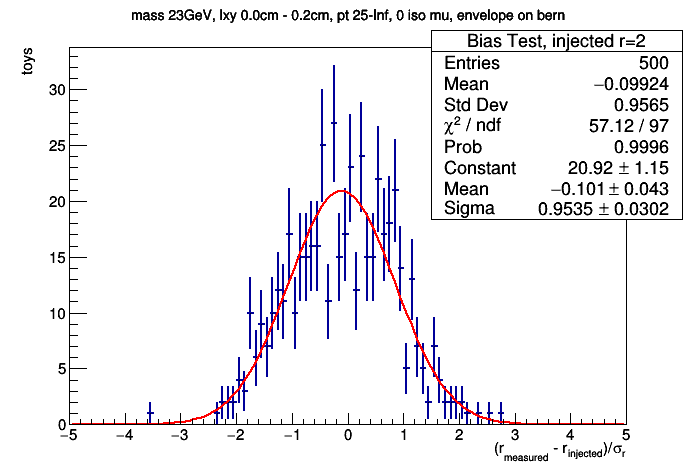 mass 23GeV, lxy 0.0cm - 0.2cm, pt 25-Inf, 0 iso mu, envelope on bern
toys
Bias Test, injected r=2
Entries 500
Mean −0.09924
Std Dev 0.9565
χ² / ndf 57.12 / 97
Prob 0.9996
Constant 20.92 ± 1.15
Mean −0.101 ± 0.043
Sigma 0.9535 ± 0.0302
30
25
20
15
10
5
0
−5 −4 −3 −2 −1 0 1 2 3 4 5
(r_measured - r_injected)/σ_r